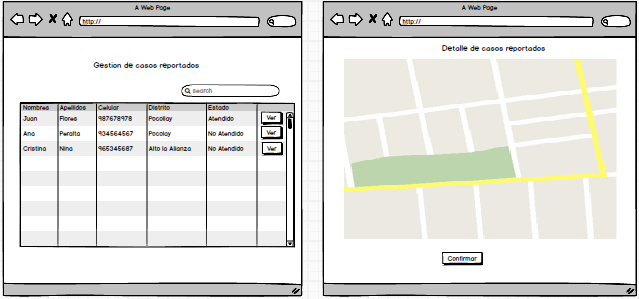 A Web Page
http://
Gestion de casos reportados
search
Nombres Apellidos Celular Distrito Estado
Juan Flores 987678978 Pocollay Atendido Ver
Ana Peralta 934564567 Pocolay No Atendido Ver
Cristina Nina 965345687 Alto la Alianza No Atendido Ver
A Web Page
http://
Detalle de casos reportados
Confirmar